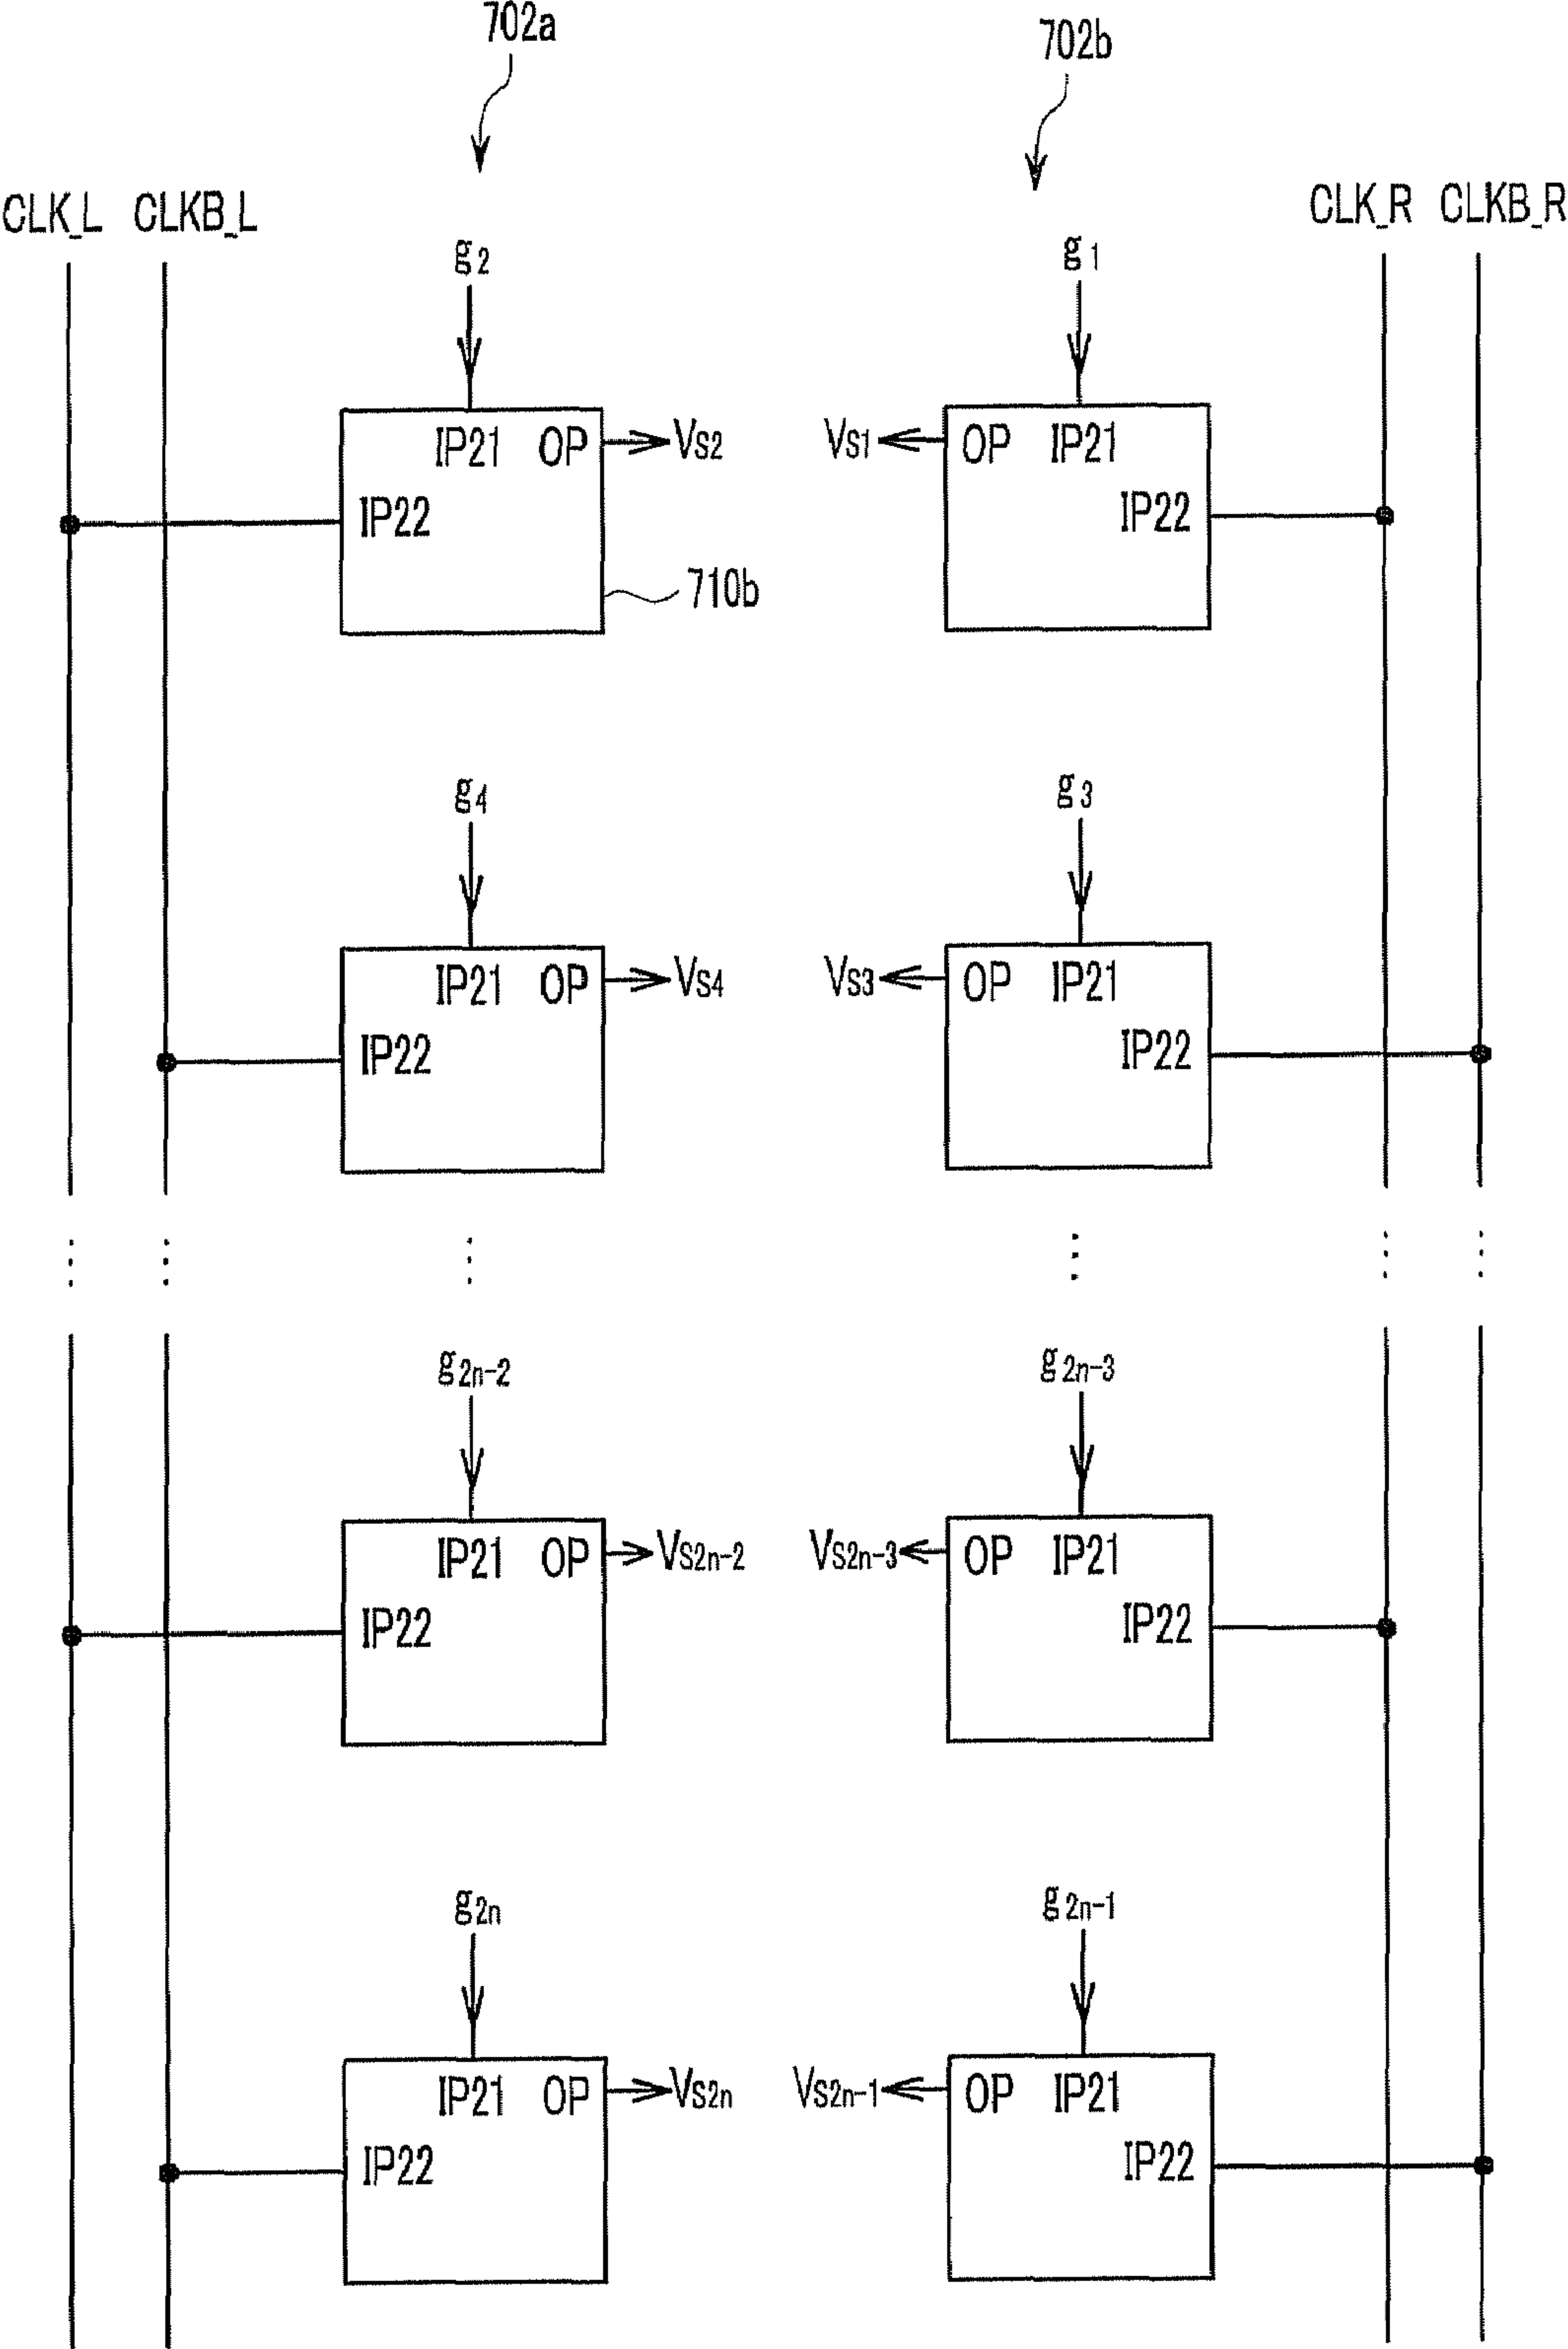 702a 702b
CLK_L CLKB_L CLK_R CLKB_R
g2 g1
IP21 OP VS2 VS1 OP IP21
IP22 IP22
710b
g4 g3
IP21 OP VS4 VS3 OP IP21
IP22 IP22
g2n-2 g2n-3
IP21 OP VS2n-2 VS2n-3 OP IP21
IP22 IP22
g2n g2n-1
IP21 OP VS2n VS2n-1 OP IP21
IP22 IP22